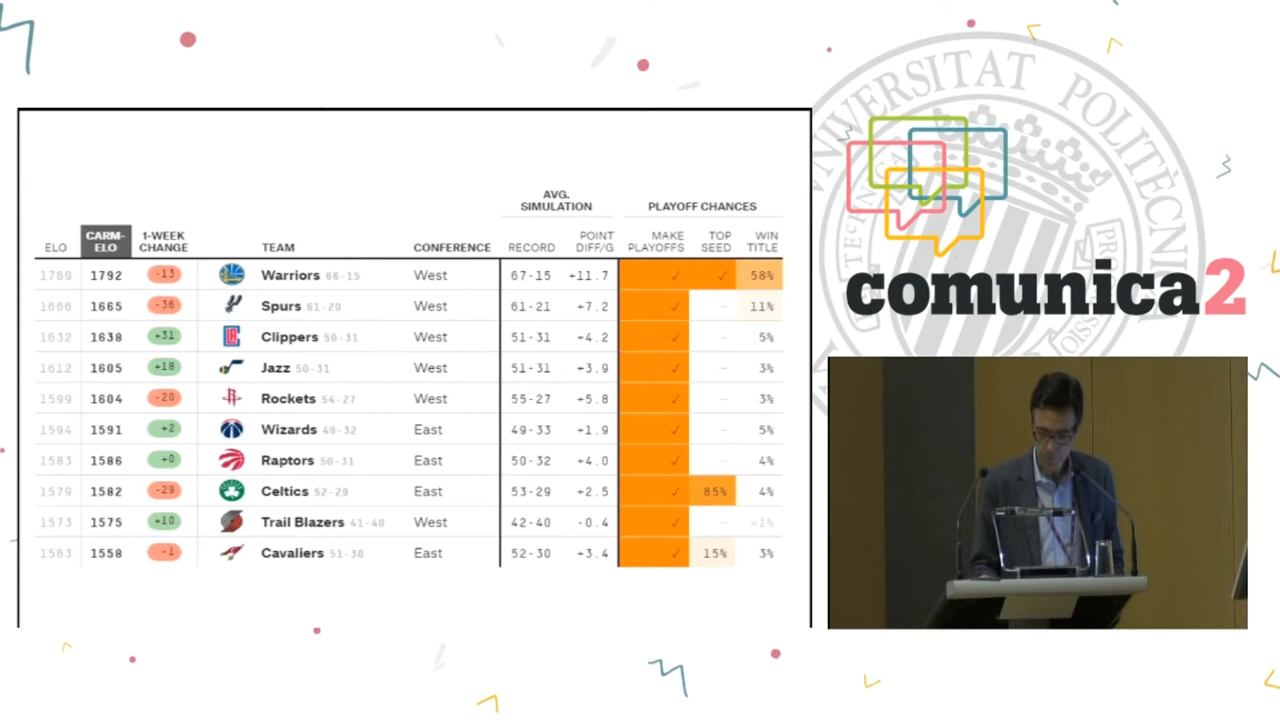 AVG.
SIMULATION PLAYOFF CHANCES
ELO CARM-ELO 1-WEEK CHANGE TEAM CONFERENCE RECORD POINT DIFF/G MAKE PLAYOFFS TOP SEED WIN TITLE
1789 1792 -13 Warriors 66-15 West 67-15 +11.7 ✓ ✓ 58%
1665 -36 Spurs 61-20 West 61-21 +7.2 ✓ – 11%
1632 1638 +31 Clippers 50-31 West 51-31 +4.2 ✓ – 5%
1612 1605 +18 Jazz 50-31 West 51-31 +3.9 ✓ – 3%
1599 1604 -20 Rockets 54-27 West 55-27 +5.8 ✓ – 3%
1594 1591 +2 Wizards 49-32 East 49-33 +1.9 ✓ – 5%
1583 1586 +0 Raptors 50-31 East 50-32 +4.0 ✓ – 4%
1579 1582 -29 Celtics 52-29 East 53-29 +2.5 ✓ 85% 4%
1573 1575 +10 Trail Blazers 41-40 West 42-40 -0.4 ✓ – <1%
1563 1558 -1 Cavaliers 51-30 East 52-30 +3.4 ✓ 15% 3%
UNIVERSITAT POLITÈCNICA
comunica2